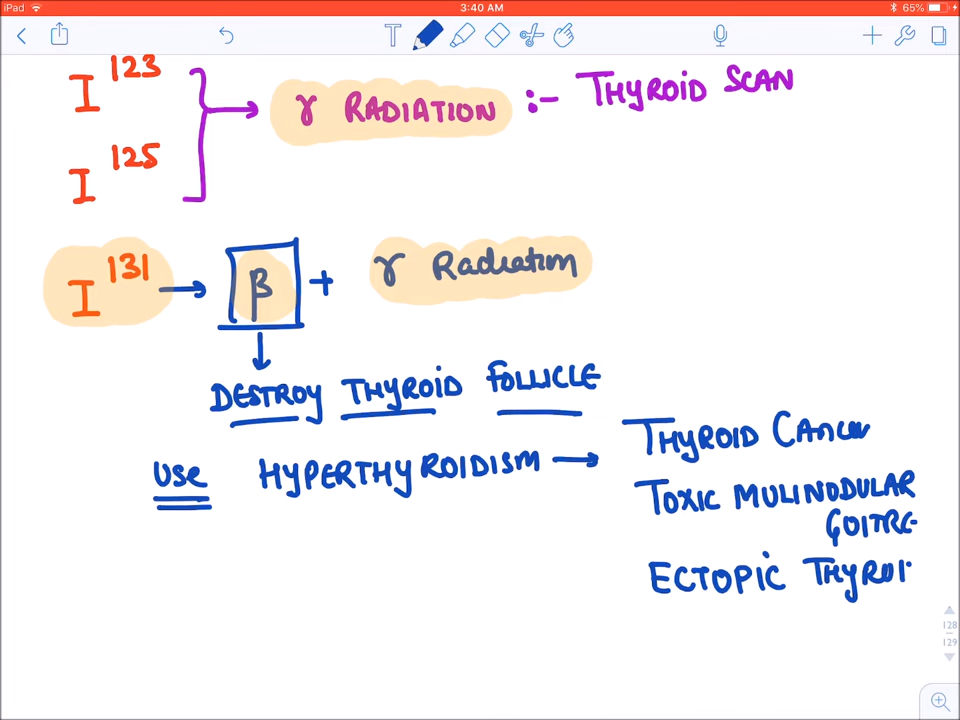 iPad
3:40 AM
65%
T
I 123
γ RADIATION :- THYROID SCAN
I 125
I 131 → β + γ Radiation
DESTROY THYROID FOLLICLE
USE HYPERTHYROIDISM → THYROID Cancer
TOXIC MULINODULAR
GOITRE
ECTOPIC THYROI
128
129